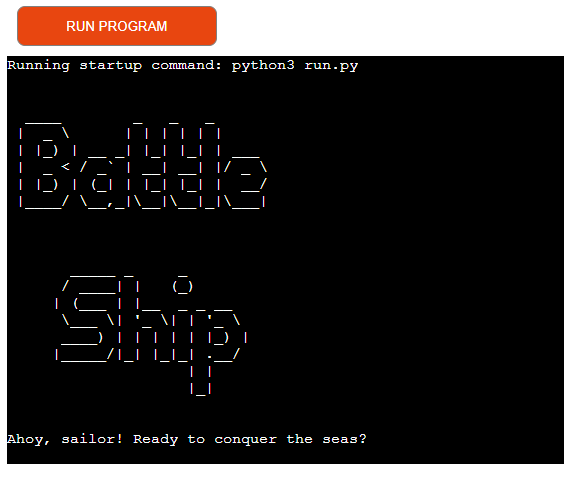 RUN PROGRAM
Running startup command: python3 run.py
Battle
Ship
Ahoy, sailor! Ready to conquer the seas?